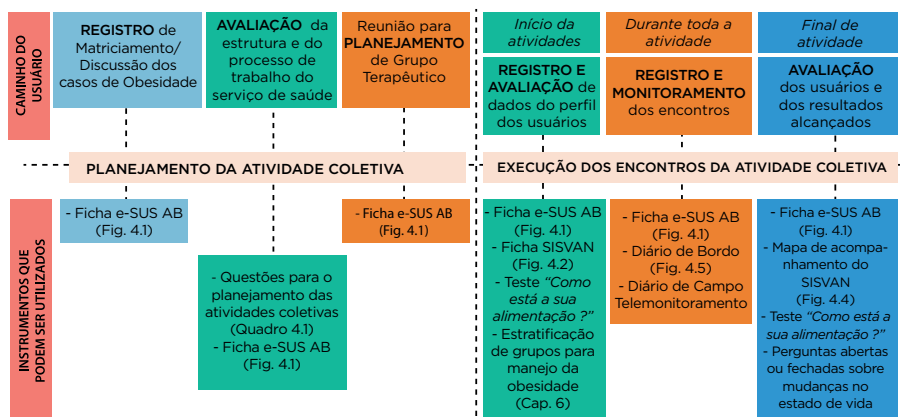 CAMINHO DO
USUÁRIO
REGISTRO de
Matriciamento/
Discussão dos
casos de Obesidade
AVALIAÇÃO da
estrutura e do
processo de
trabalho do
serviço de saúde
Reunião para
PLANEJAMENTO
de Grupo
Terapêutico
Início da
atividades
REGISTRO E
AVALIAÇÃO de
dados do perfil
dos usuários
Durante toda a
atividade
REGISTRO E
MONITORAMENTO
dos encontros
Final de
atividade
AVALIAÇÃO
dos usuários e
dos resultados
alcançados
PLANEJAMENTO DA ATIVIDADE COLETIVA
EXECUÇÃO DOS ENCONTROS DA ATIVIDADE COLETIVA
INSTRUMENTOS QUE
PODEM SER UTILIZADOS
- Ficha e-SUS AB
(Fig. 4.1)
- Questões para o
planejamento das
atividades coletivas
(Quadro 4.1)
- Ficha e-SUS AB
(Fig. 4.1)
- Ficha e-SUS AB
(Fig. 4.1)
- Ficha e-SUS AB
(Fig. 4.1)
- Ficha SISVAN
(Fig. 4.2)
- Teste "Como
está a sua
alimentação ?"
- Estratificação
de grupos para
manejo da
obesidade
(Cap. 6)
- Ficha e-SUS AB
(Fig. 4.1)
- Diário de Bordo
(Fig. 4.5)
- Diário de Campo
Telemonitoramento
- Ficha e-SUS AB
(Fig. 4.1)
- Mapa de acompa-
nhamento do
SISVAN
(Fig. 4.4)
- Teste "Como está a
sua alimentação ?"
- Perguntas abertas
ou fechadas sobre
mudanças no
estado de vida